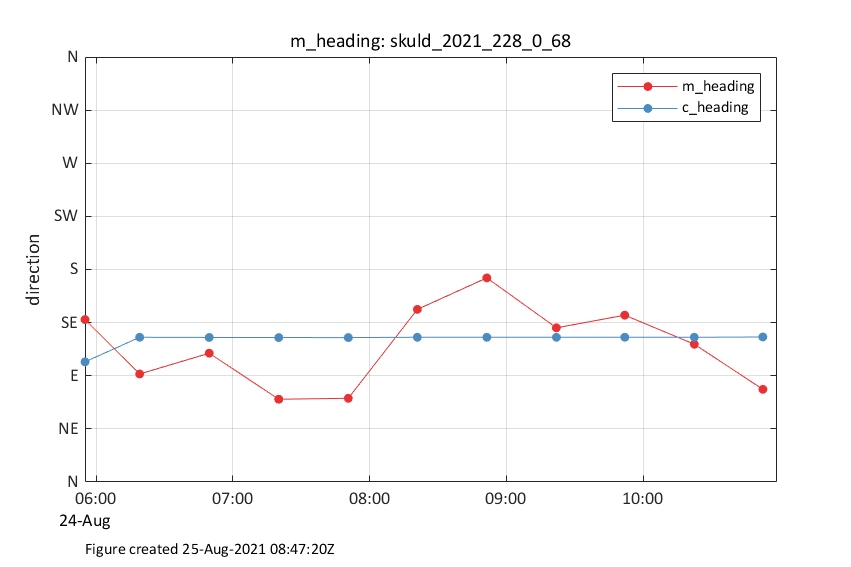 m_heading: skuld_2021_228_0_68
N
m_heading
c_heading
NW
W
SW
S
SE
E
NE
N
direction
06:00 07:00 08:00 09:00 10:00
24-Aug
Figure created 25-Aug-2021 08:47:20Z